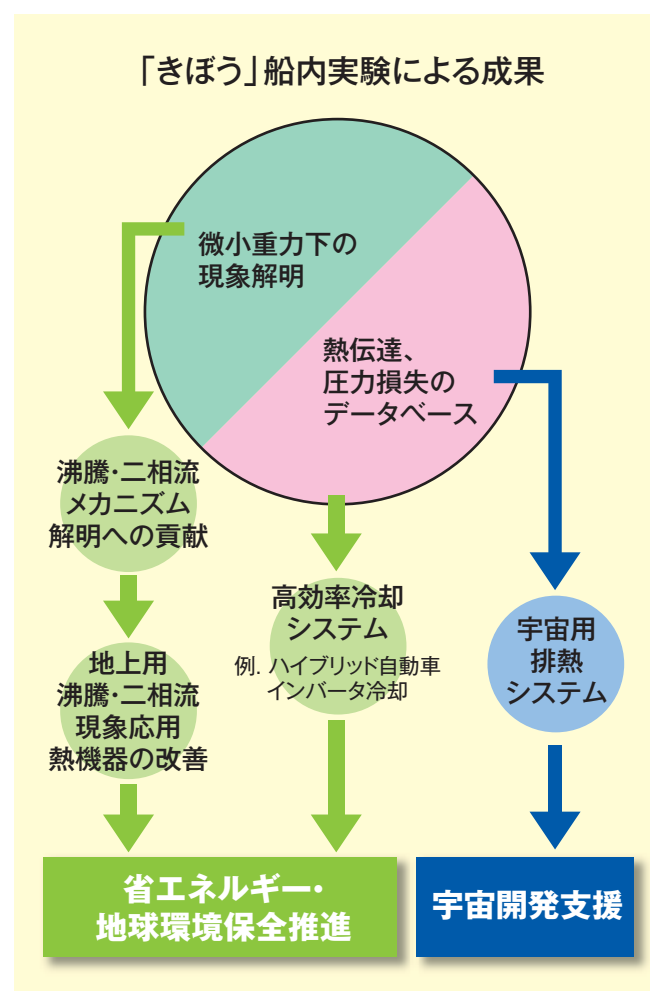 「きぼう」船内実験による成果
微小重力下の
現象解明
熱伝達、
圧力損失の
データベース
沸騰・二相流
メカニズム
解明への貢献
高効率冷却
システム
例. ハイブリッド自動車
インバータ冷却
宇宙用
排熱
システム
地上用
沸騰・二相流
現象応用
熱機器の改善
省エネルギー・
地球環境保全推進
宇宙開発支援